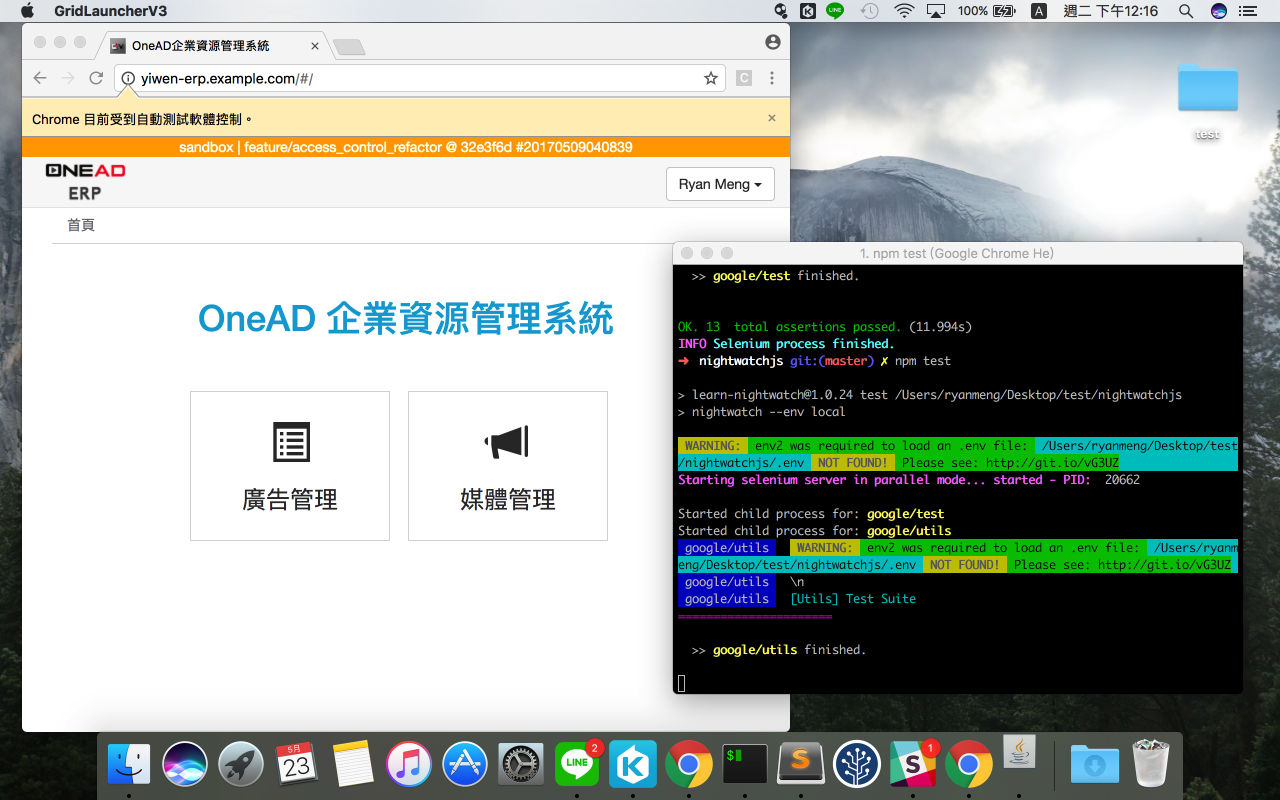 GridLauncherV3
100%
A
週二 下午12:16
OneAD企業資源管理系統
yiwen-erp.example.com/#/
C
Chrome 目前受到自動測試軟體控制。
sandbox | feature/access_control_refactor @ 32e3f6d #20170509040839
ONEAD
ERP
Ryan Meng
首頁
OneAD 企業資源管理系統
廣告管理
媒體管理
test
1. npm test (Google Chrome He)
>> google/test finished.
OK. 13 total assertions passed. (11.994s)
INFO Selenium process finished.
➜ nightwatchjs git:(master) ✗ npm test
> learn-nightwatch@1.0.24 test /Users/ryanmeng/Desktop/test/nightwatchjs
> nightwatch --env local
WARNING: env2 was required to load an .env file: /Users/ryanmeng/Desktop/test
/nightwatchjs/.env NOT FOUND! Please see: http://git.io/vG3UZ
Starting selenium server in parallel mode... started - PID: 20662
Started child process for: google/test
Started child process for: google/utils
google/utils WARNING: env2 was required to load an .env file: /Users/ryanm
eng/Desktop/test/nightwatchjs/.env NOT FOUND! Please see: http://git.io/vG3UZ
google/utils \n
google/utils [Utils] Test Suite
======================
>> google/utils finished.
5月
23
LINE
2
$
S
1